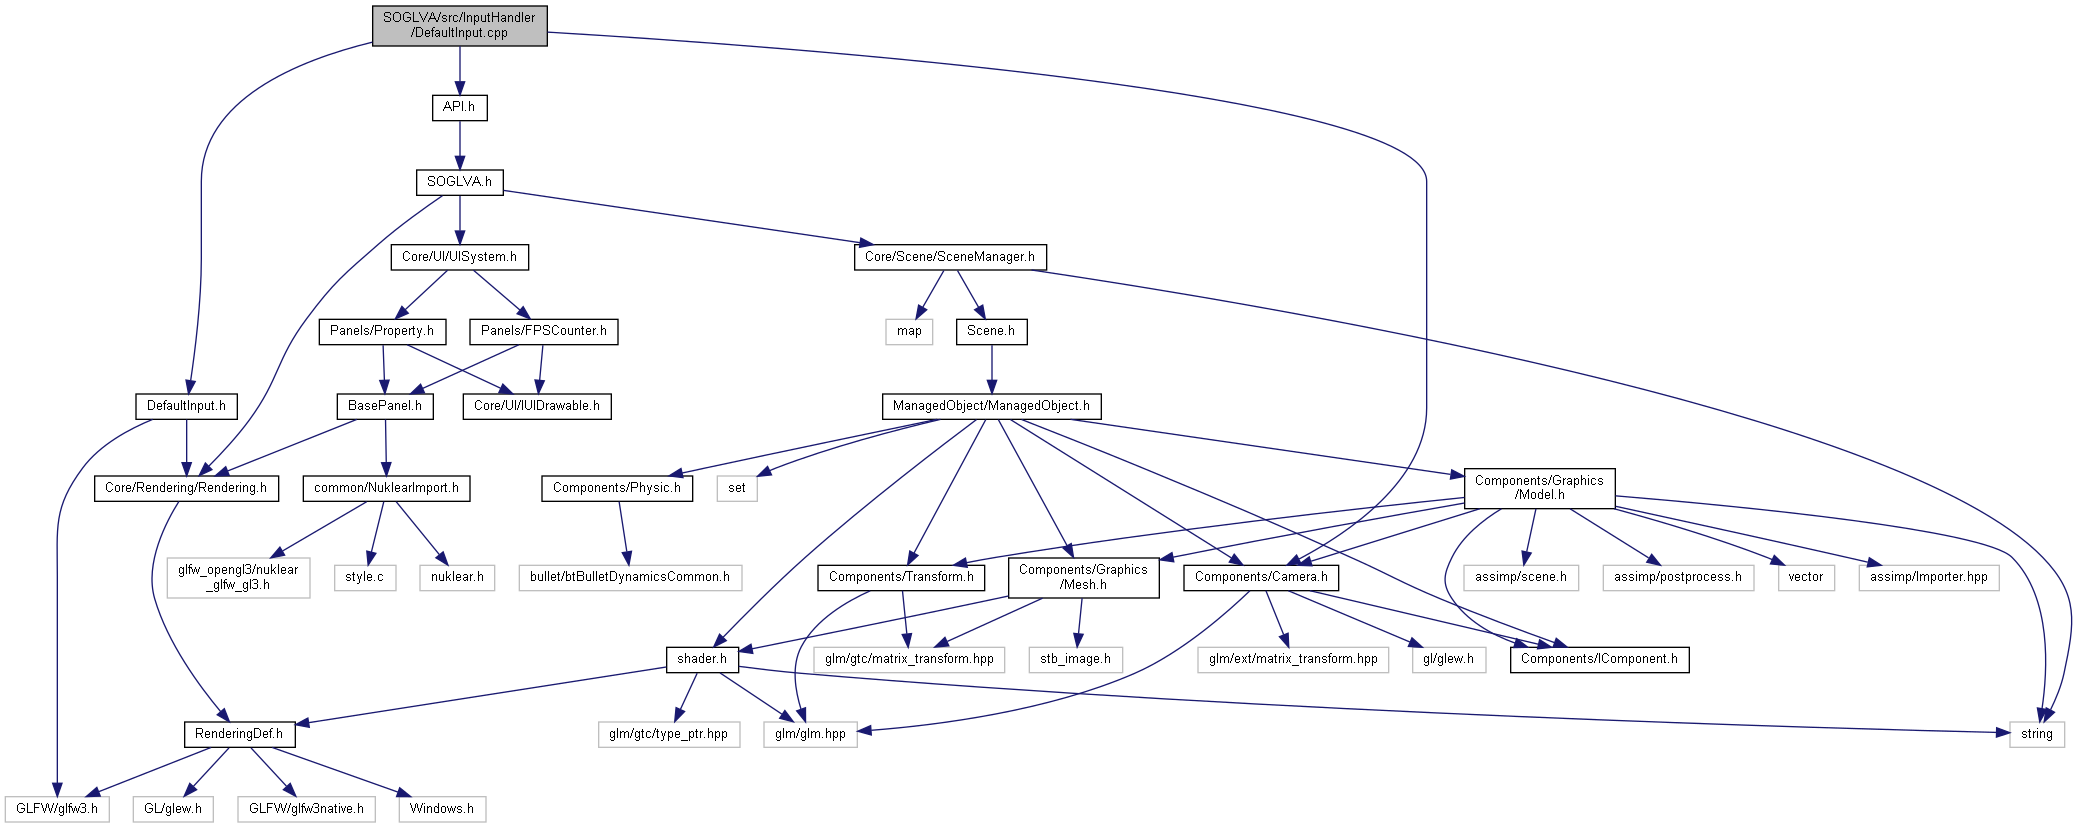 SOGLVA/src/InputHandler
/DefaultInput.cpp
API.h
SOGLVA.h
Core/UI/UISystem.h
Core/Scene/SceneManager.h
Panels/Property.h
Panels/FPSCounter.h
map
Scene.h
DefaultInput.h
BasePanel.h
Core/UI/IUIDrawable.h
ManagedObject/ManagedObject.h
Core/Rendering/Rendering.h
common/NuklearImport.h
Components/Physic.h
set
Components/Graphics
/Model.h
glfw_opengl3/nuklear
_glfw_gl3.h
style.c
nuklear.h
bullet/btBulletDynamicsCommon.h
Components/Transform.h
Components/Graphics
/Mesh.h
Components/Camera.h
assimp/scene.h
assimp/postprocess.h
vector
assimp/Importer.hpp
shader.h
glm/gtc/matrix_transform.hpp
stb_image.h
glm/ext/matrix_transform.hpp
gl/glew.h
Components/IComponent.h
RenderingDef.h
glm/gtc/type_ptr.hpp
glm/glm.hpp
string
GLFW/glfw3.h
GL/glew.h
GLFW/glfw3native.h
Windows.h